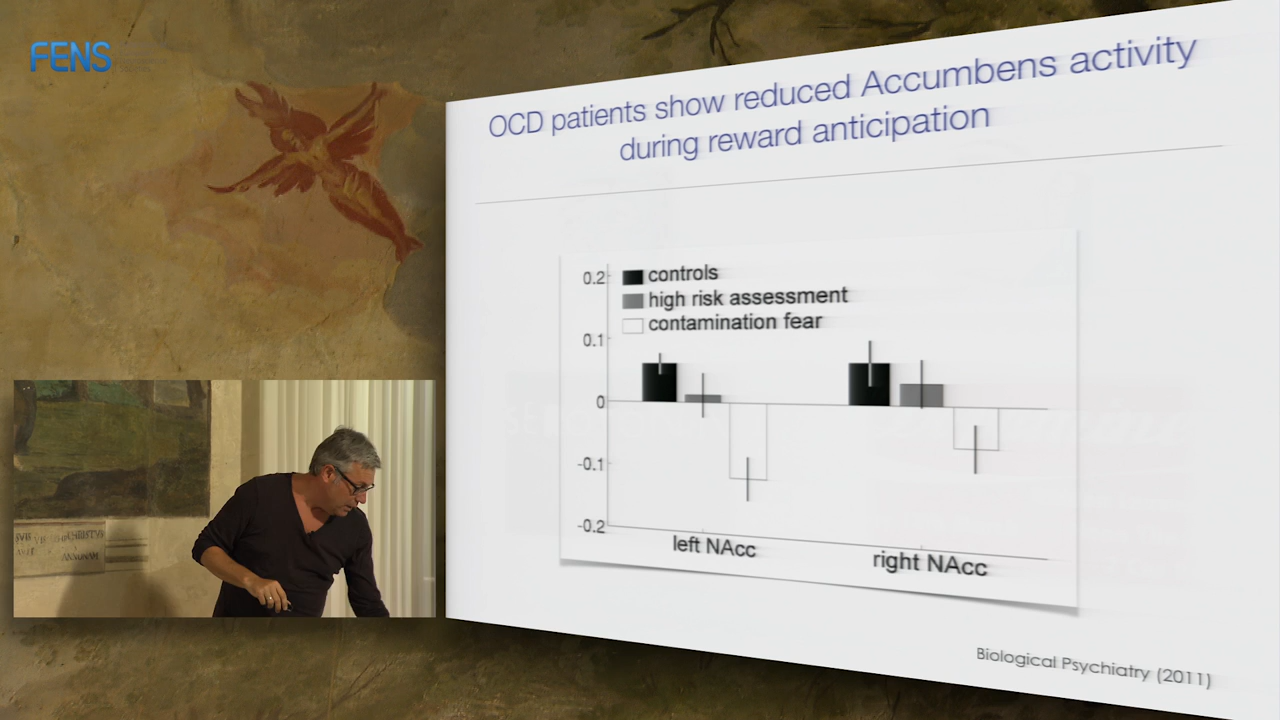 FENS
OCD patients show reduced Accumbens activity
during reward anticipation
0.2
controls
high risk assessment
contamination fear
0.1
0
-0.1
-0.2
left NAcc
right NAcc
Biological Psychiatry (2011)